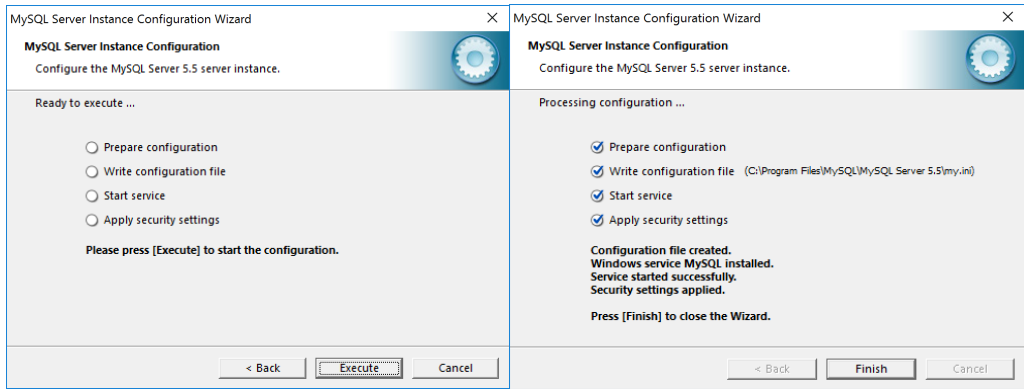 MySQL Server Instance Configuration Wizard
MySQL Server Instance Configuration
Configure the MySQL Server 5.5 server instance.
Ready to execute ...
Prepare configuration
Write configuration file
Start service
Apply security settings
Please press [Execute] to start the configuration.
< Back
Execute
Cancel
MySQL Server Instance Configuration Wizard
MySQL Server Instance Configuration
Configure the MySQL Server 5.5 server instance.
Processing configuration ...
Prepare configuration
Write configuration file (C:\Program Files\MySQL\MySQL Server 5.5\my.ini)
Start service
Apply security settings
Configuration file created.
Windows service MySQL installed.
Service started successfully.
Security settings applied.
Press [Finish] to close the Wizard.
< Back
Finish
Cancel